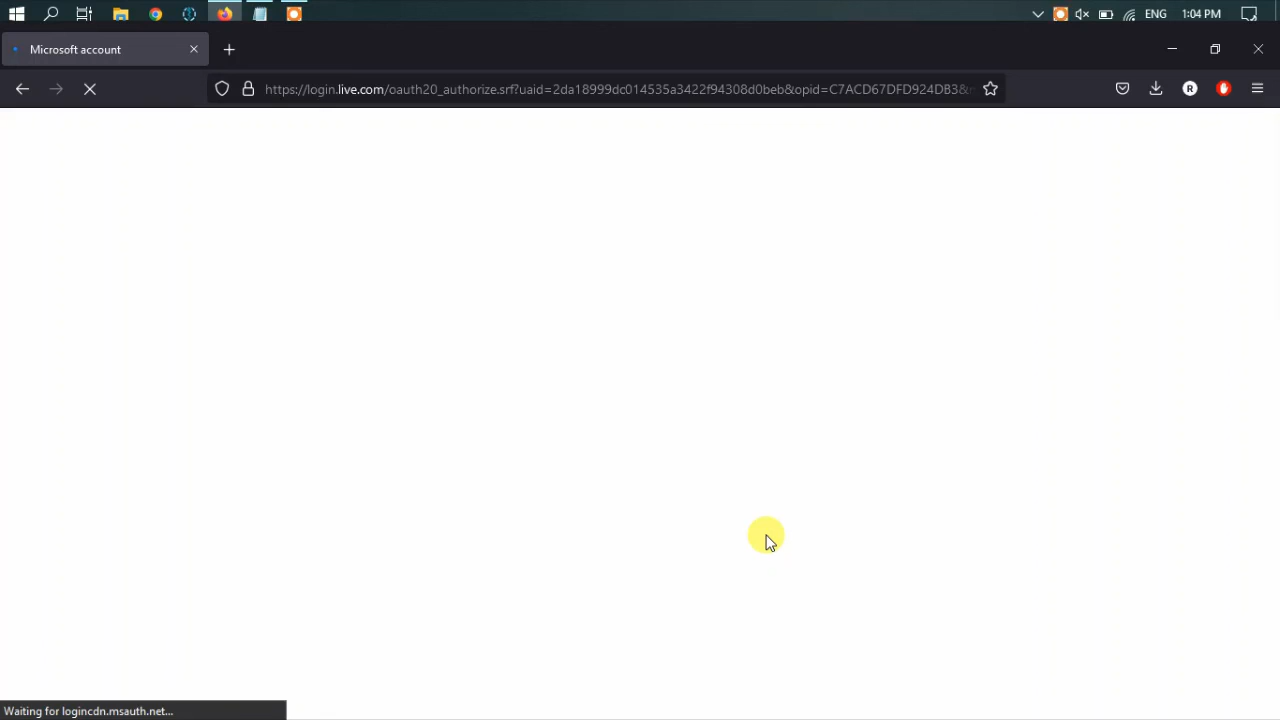 ENG 1:04 PM
Microsoft account
https://login.live.com/oauth20_authorize.srf?uaid=2da18999dc014535a3422f94308d0beb&opid=C7ACD67DFD924DB3&
R
Waiting for logincdn.msauth.net...